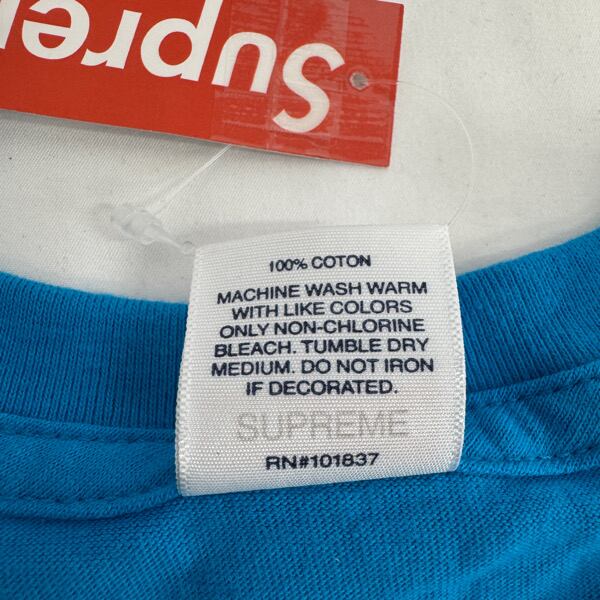 Suprem
100% COTON
MACHINE WASH WARM
WITH LIKE COLORS
ONLY NON-CHLORINE
BLEACH. TUMBLE DRY
MEDIUM. DO NOT IRON
IF DECORATED.
SUPREME
RN#101837